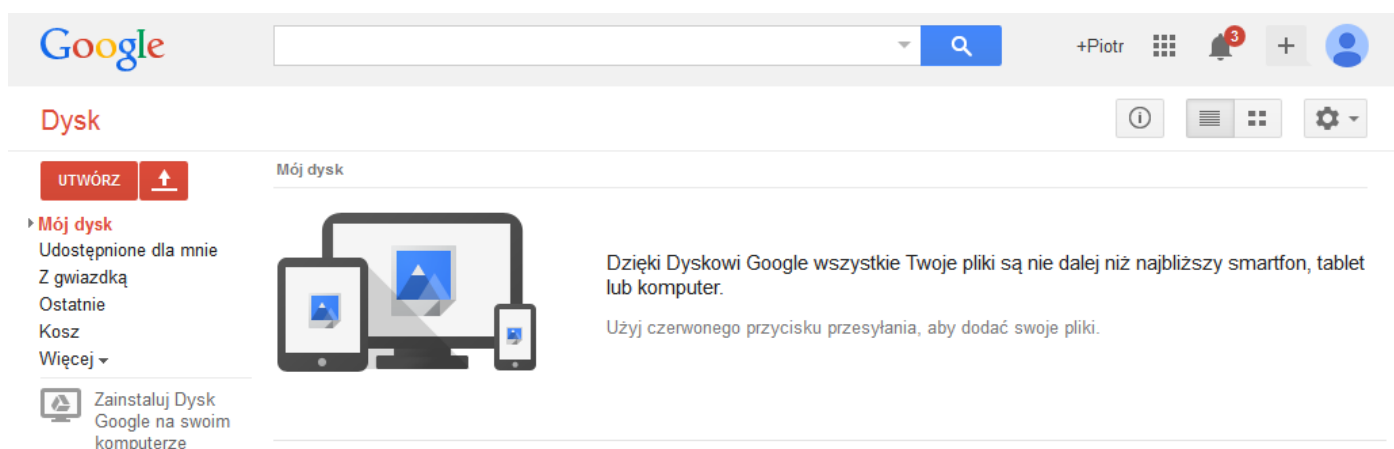 Google
+Piotr
3
Dysk
UTWÓRZ
Mój dysk
Mój dysk
Udostępnione dla mnie
Z gwiazdką
Ostatnie
Kosz
Więcej
Zainstaluj Dysk
Google na swoim
komputerze
Dzięki Dyskowi Google wszystkie Twoje pliki są nie dalej niż najbliższy smartfon, tablet
lub komputer.
Użyj czerwonego przycisku przesyłania, aby dodać swoje pliki.